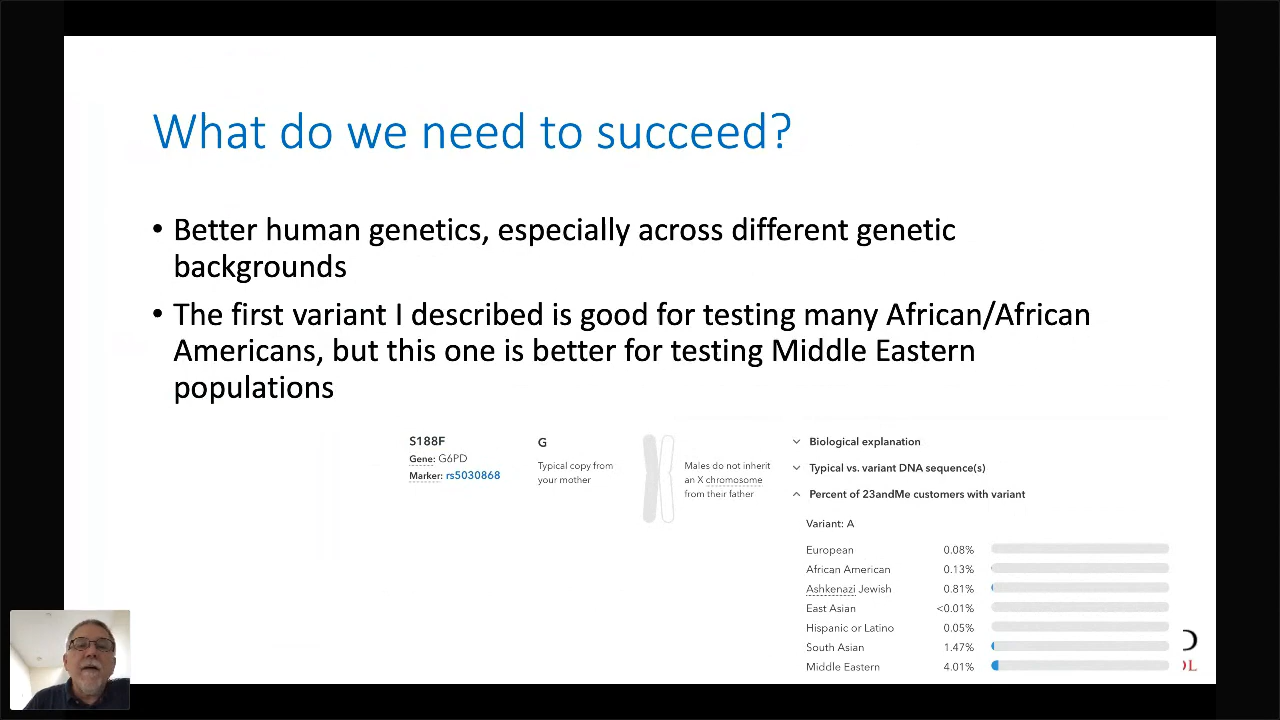 What do we need to succeed?
• Better human genetics, especially across different genetic
backgrounds
• The first variant I described is good for testing many African/African
Americans, but this one is better for testing Middle Eastern
populations
S188F
Gene: G6PD
Marker: rs5030868
G
Typical copy from
your mother
Males do not inherit
an X chromosome
from their father
Biological explanation
Typical vs. variant DNA sequence(s)
Percent of 23andMe customers with variant
Variant: A
European 0.08%
African American 0.13%
Ashkenazi Jewish 0.81%
East Asian <0.01%
Hispanic or Latino 0.05%
South Asian 1.47%
Middle Eastern 4.01%